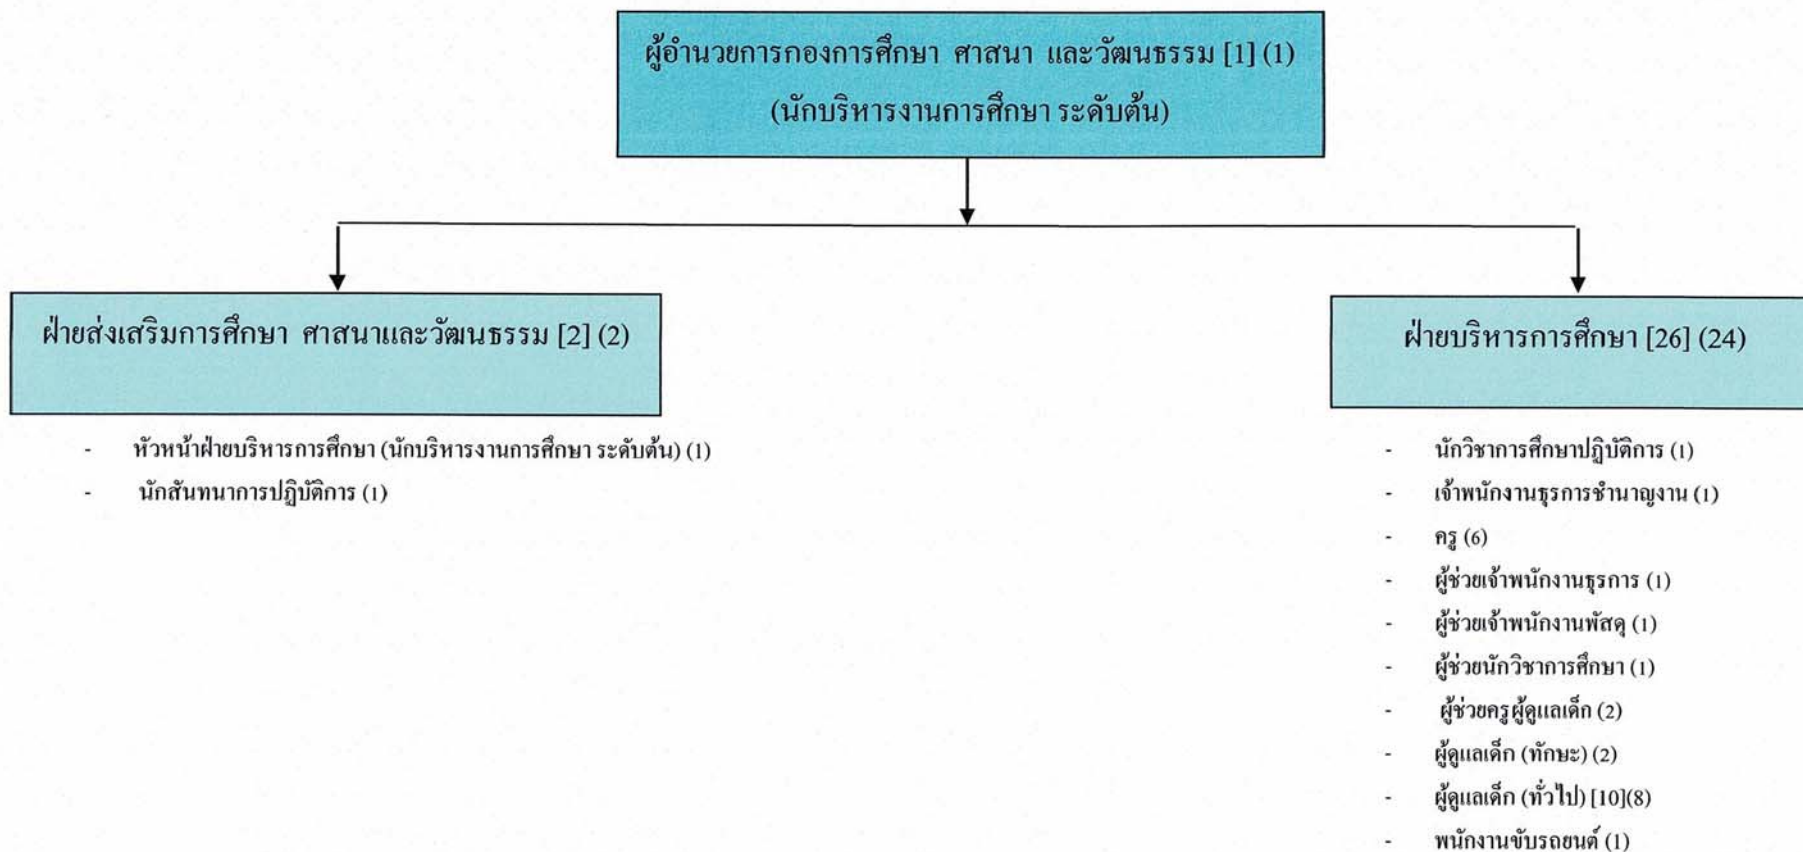 ผู้อำนวยการกองการศึกษา ศาสนา และวัฒนธรรม [1] (1)
(นักบริหารงานการศึกษา ระดับต้น)
ฝ่ายส่งเสริมการศึกษา ศาสนาและวัฒนธรรม [2] (2)
- หัวหน้าฝ่ายบริหารการศึกษา (นักบริหารงานการศึกษา ระดับต้น) (1)
- นักสันทนาการปฏิบัติการ (1)
ฝ่ายบริหารการศึกษา [26] (24)
- นักวิชาการศึกษาปฏิบัติการ (1)
- เจ้าพนักงานธุรการชำนาญงาน (1)
- ครู (6)
- ผู้ช่วยเจ้าพนักงานธุรการ (1)
- ผู้ช่วยเจ้าพนักงานพัสดุ (1)
- ผู้ช่วยนักวิชาการศึกษา (1)
- ผู้ช่วยครูผู้ดูแลเด็ก (2)
- ผู้ดูแลเด็ก (ทักษะ) (2)
- ผู้ดูแลเด็ก (ทั่วไป) [10](8)
- พนักงานขับรถยนต์ (1)